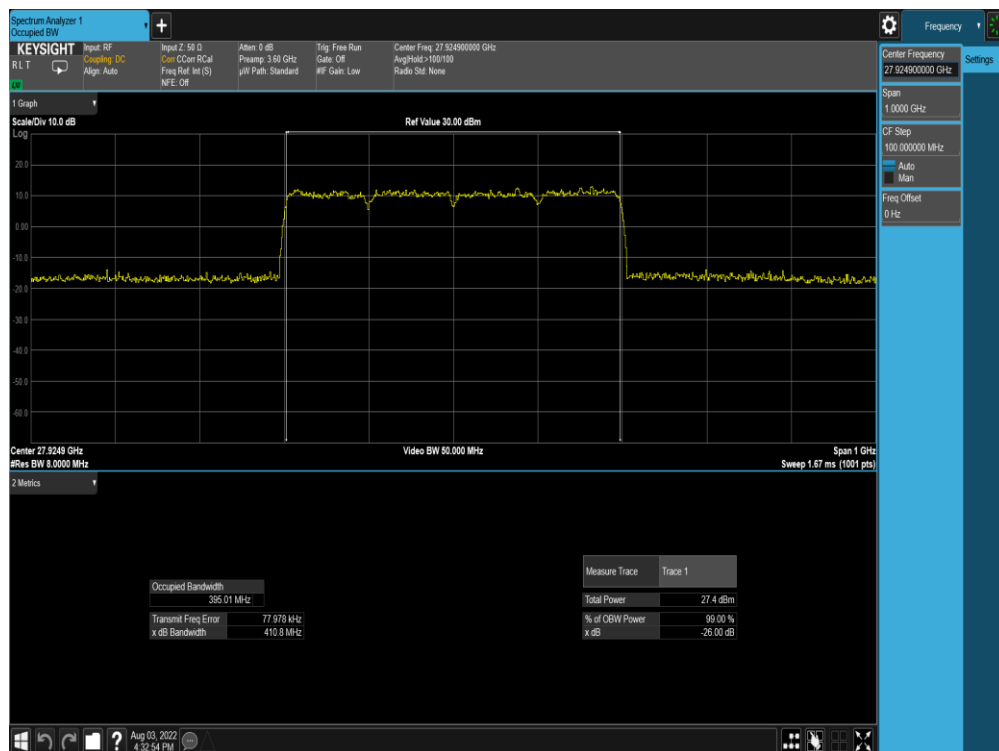 Spectrum Analyzer 1
Occupied BW
+
Frequency
KEYSIGHT
RLT
LXI
Input: RF
Coupling: DC
Align: Auto
Input Z: 50 Ω
Corr CCorr RCal
Freq Ref: Int (S)
NFE: Off
Atten: 0 dB
Preamp: 3.60 GHz
µW Path: Standard
Trig: Free Run
Gate: Off
#IF Gain: Low
Center Freq: 27.924900000 GHz
Avg|Hold:>100/100
Radio Std: None
Center Frequency
27.924900000 GHz
Settings
Span
1.0000 GHz
CF Step
100.000000 MHz
Auto
Man
Freq Offset
0 Hz
1 Graph
Scale/Div 10.0 dB
Ref Value 30.00 dBm
Log
20.0
10.0
0.00
-10.0
-20.0
-30.0
-40.0
-50.0
-60.0
Center 27.9249 GHz
#Res BW 8.0000 MHz
Video BW 50.000 MHz
Span 1 GHz
Sweep 1.67 ms (1001 pts)
2 Metrics
Occupied Bandwidth
395.01 MHz
Transmit Freq Error 77.978 kHz
x dB Bandwidth 410.8 MHz
Measure Trace Trace 1
Total Power 27.4 dBm
% of OBW Power 99.00 %
x dB -26.00 dB
?
Aug 03, 2022
4:32:54 PM